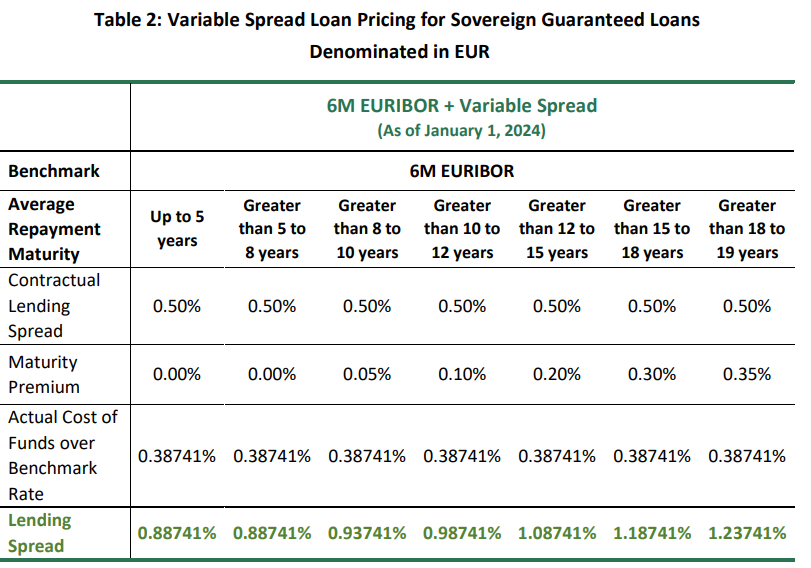 Table 2: Variable Spread Loan Pricing for Sovereign Guaranteed Loans
Denominated in EUR
6M EURIBOR + Variable Spread
(As of January 1, 2024)
Benchmark 6M EURIBOR
Average Repayment Maturity Up to 5 years Greater than 5 to 8 years Greater than 8 to 10 years Greater than 10 to 12 years Greater than 12 to 15 years Greater than 15 to 18 years Greater than 18 to 19 years
Contractual Lending Spread 0.50% 0.50% 0.50% 0.50% 0.50% 0.50% 0.50%
Maturity Premium 0.00% 0.00% 0.05% 0.10% 0.20% 0.30% 0.35%
Actual Cost of Funds over Benchmark Rate 0.38741% 0.38741% 0.38741% 0.38741% 0.38741% 0.38741% 0.38741%
Lending Spread 0.88741% 0.88741% 0.93741% 0.98741% 1.08741% 1.18741% 1.23741%